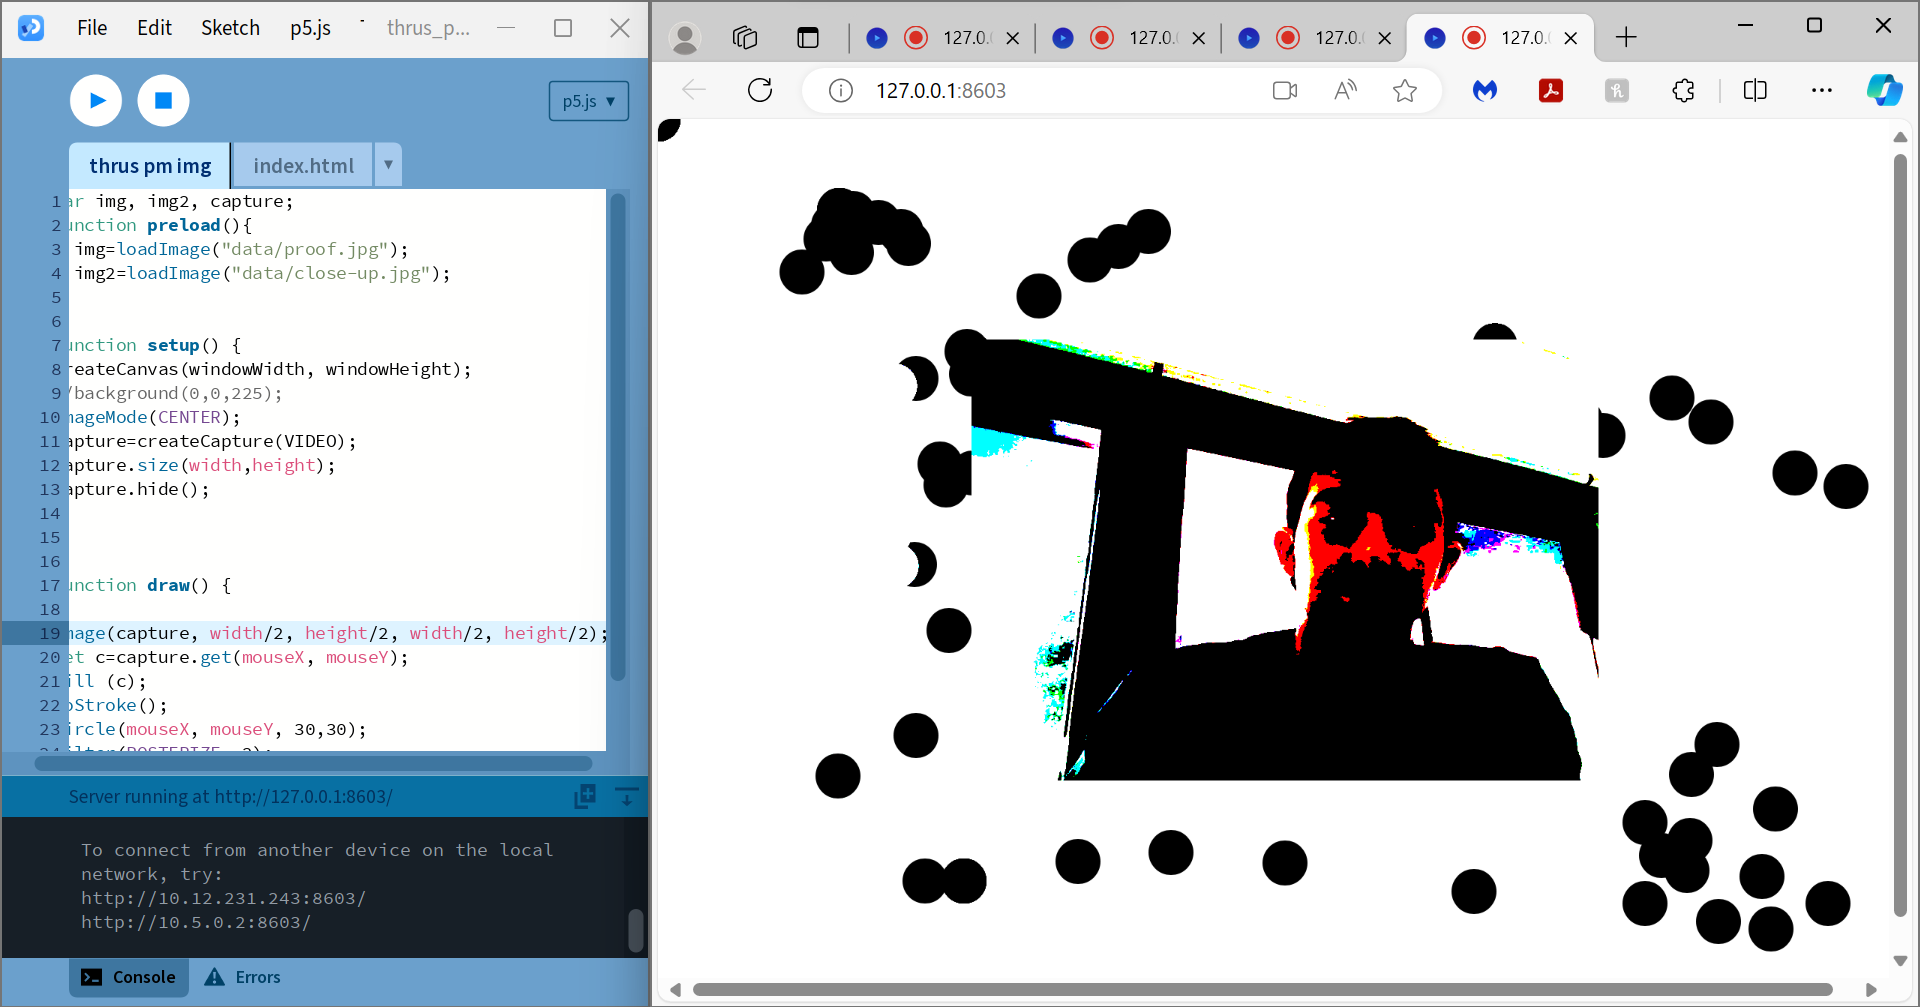 File Edit Sketch p5.js thrus_p...
p5.js ▼
thrus pm img index.html ▼
1 ar img, img2, capture;
2 unction preload(){
3 img=loadImage("data/proof.jpg");
4 img2=loadImage("data/close-up.jpg");
5
6
7 unction setup() {
8 reateCanvas(windowWidth, windowHeight);
9 /background(0,0,225);
10 mageMode(CENTER);
11 apture=createCapture(VIDEO);
12 apture.size(width,height);
13 apture.hide();
14
15
16
17 unction draw() {
18
19 mage(capture, width/2, height/2, width/2, height/2);
20 et c=capture.get(mouseX, mouseY);
21 ill (c);
22 oStroke();
23 ircle(mouseX, mouseY, 30,30);
24 ilter(POSTERIZE, 2);
Server running at http://127.0.0.1:8603/
To connect from another device on the local
network, try:
http://10.12.231.243:8603/
http://10.5.0.2:8603/
Console Errors
127.0. 127.0. 127.0. 127.0.
127.0.0.1:8603